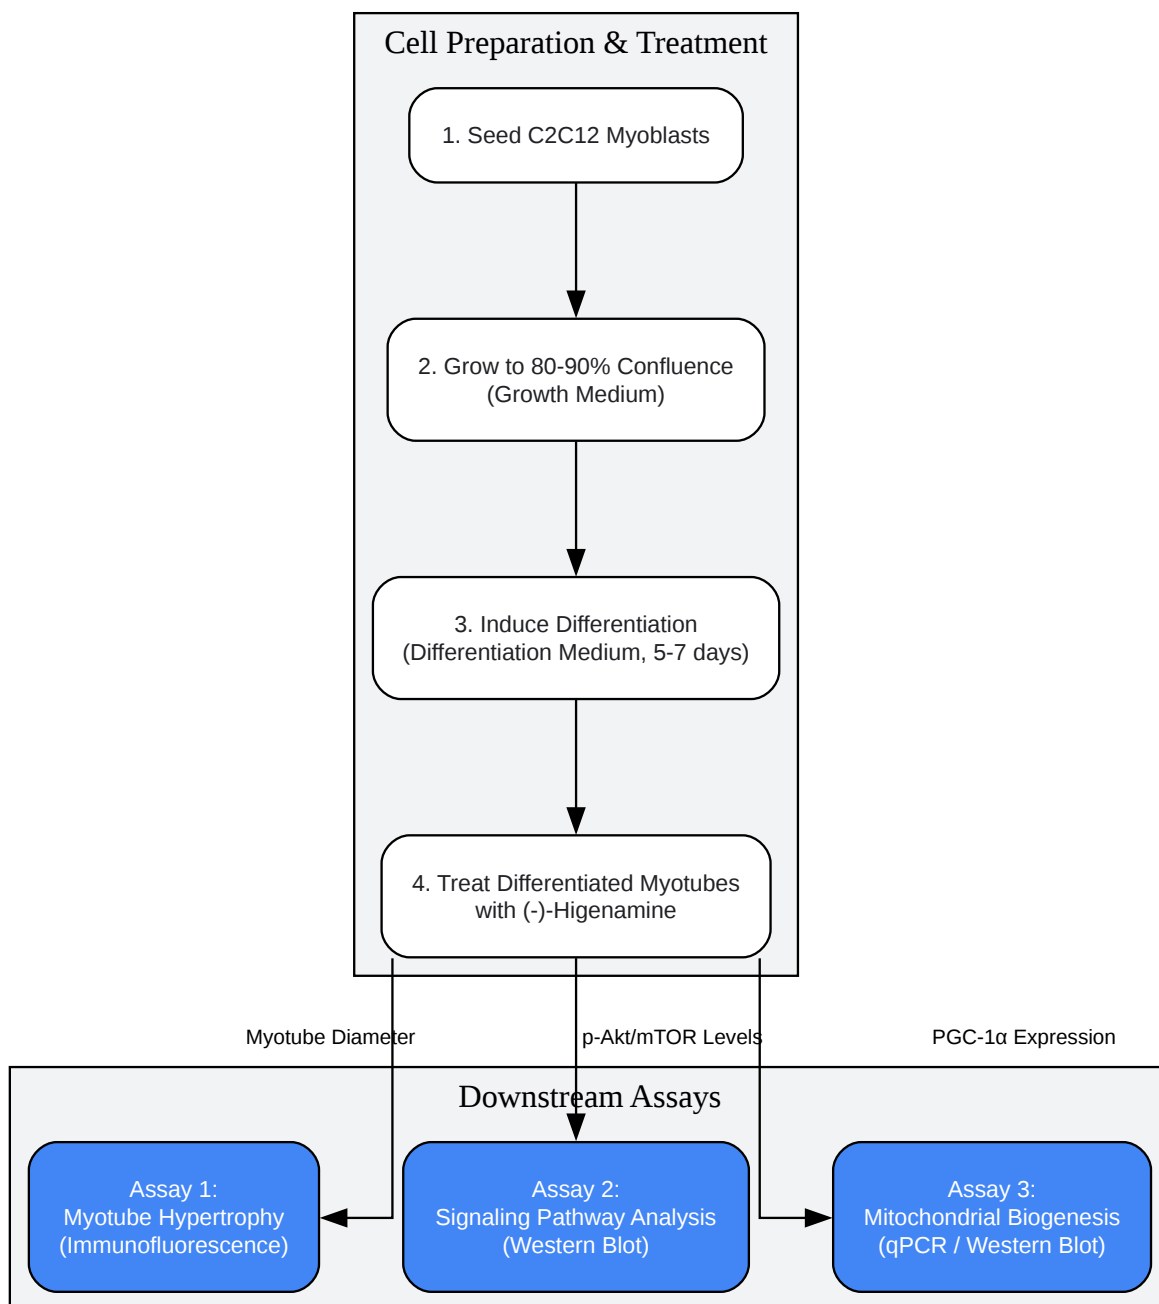 Cell Preparation & Treatment
1. Seed C2C12 Myoblasts
2. Grow to 80-90% Confluence
(Growth Medium)
3. Induce Differentiation
(Differentiation Medium, 5-7 days)
4. Treat Differentiated Myotubes
with (-)-Higenamine
Myotube Diameter
p-Akt/mTOR Levels
PGC-1α Expression
Downstream Assays
Assay 1:
Myotube Hypertrophy
(Immunofluorescence)
Assay 2:
Signaling Pathway Analysis
(Western Blot)
Assay 3:
Mitochondrial Biogenesis
(qPCR / Western Blot)